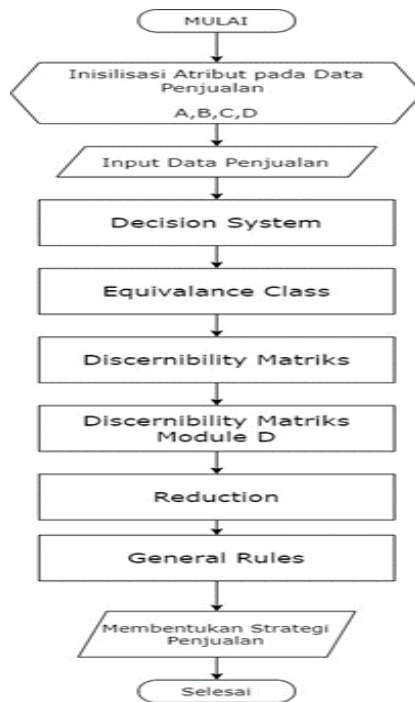 MULAI
Inisilisasi Atribut pada Data
Penjualan
A,B,C,D
Input Data Penjualan
Decision System
Equivalance Class
Discernibility Matriks
Discernibility Matriks
Module D
Reduction
General Rules
Membentukan Strategi
Penjualan
Selesai